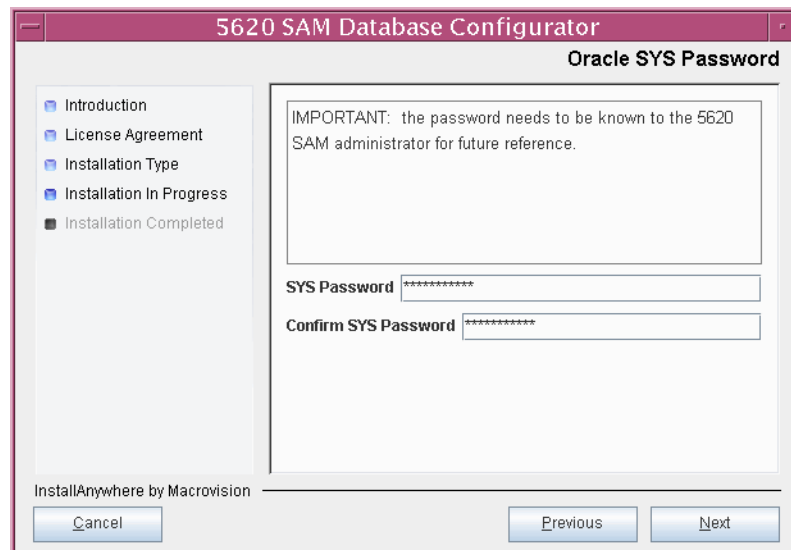 5620 SAM Database Configurator
Oracle SYS Password
Introduction
License Agreement
Installation Type
Installation In Progress
Installation Completed
IMPORTANT: the password needs to be known to the 5620
SAM administrator for future reference.
SYS Password ***********
Confirm SYS Password ***********
InstallAnywhere by Macrovision
Cancel
Previous
Next